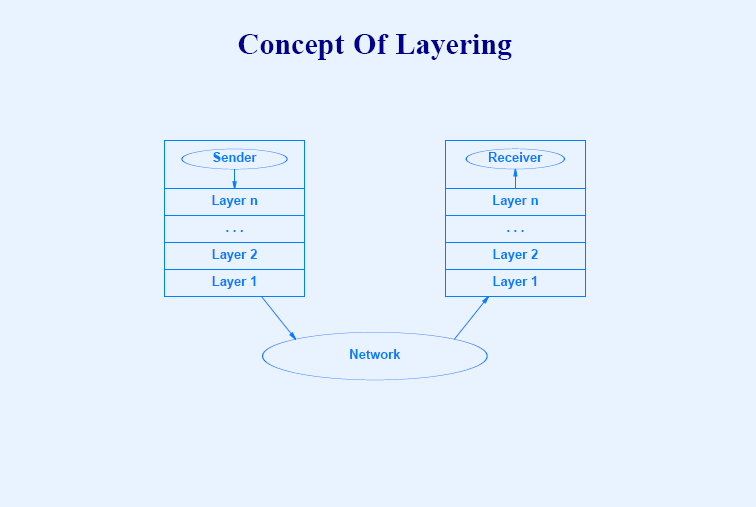 Concept Of Layering
Sender
Layer n
. . .
Layer 2
Layer 1
Receiver
Layer n
. . .
Layer 2
Layer 1
Network